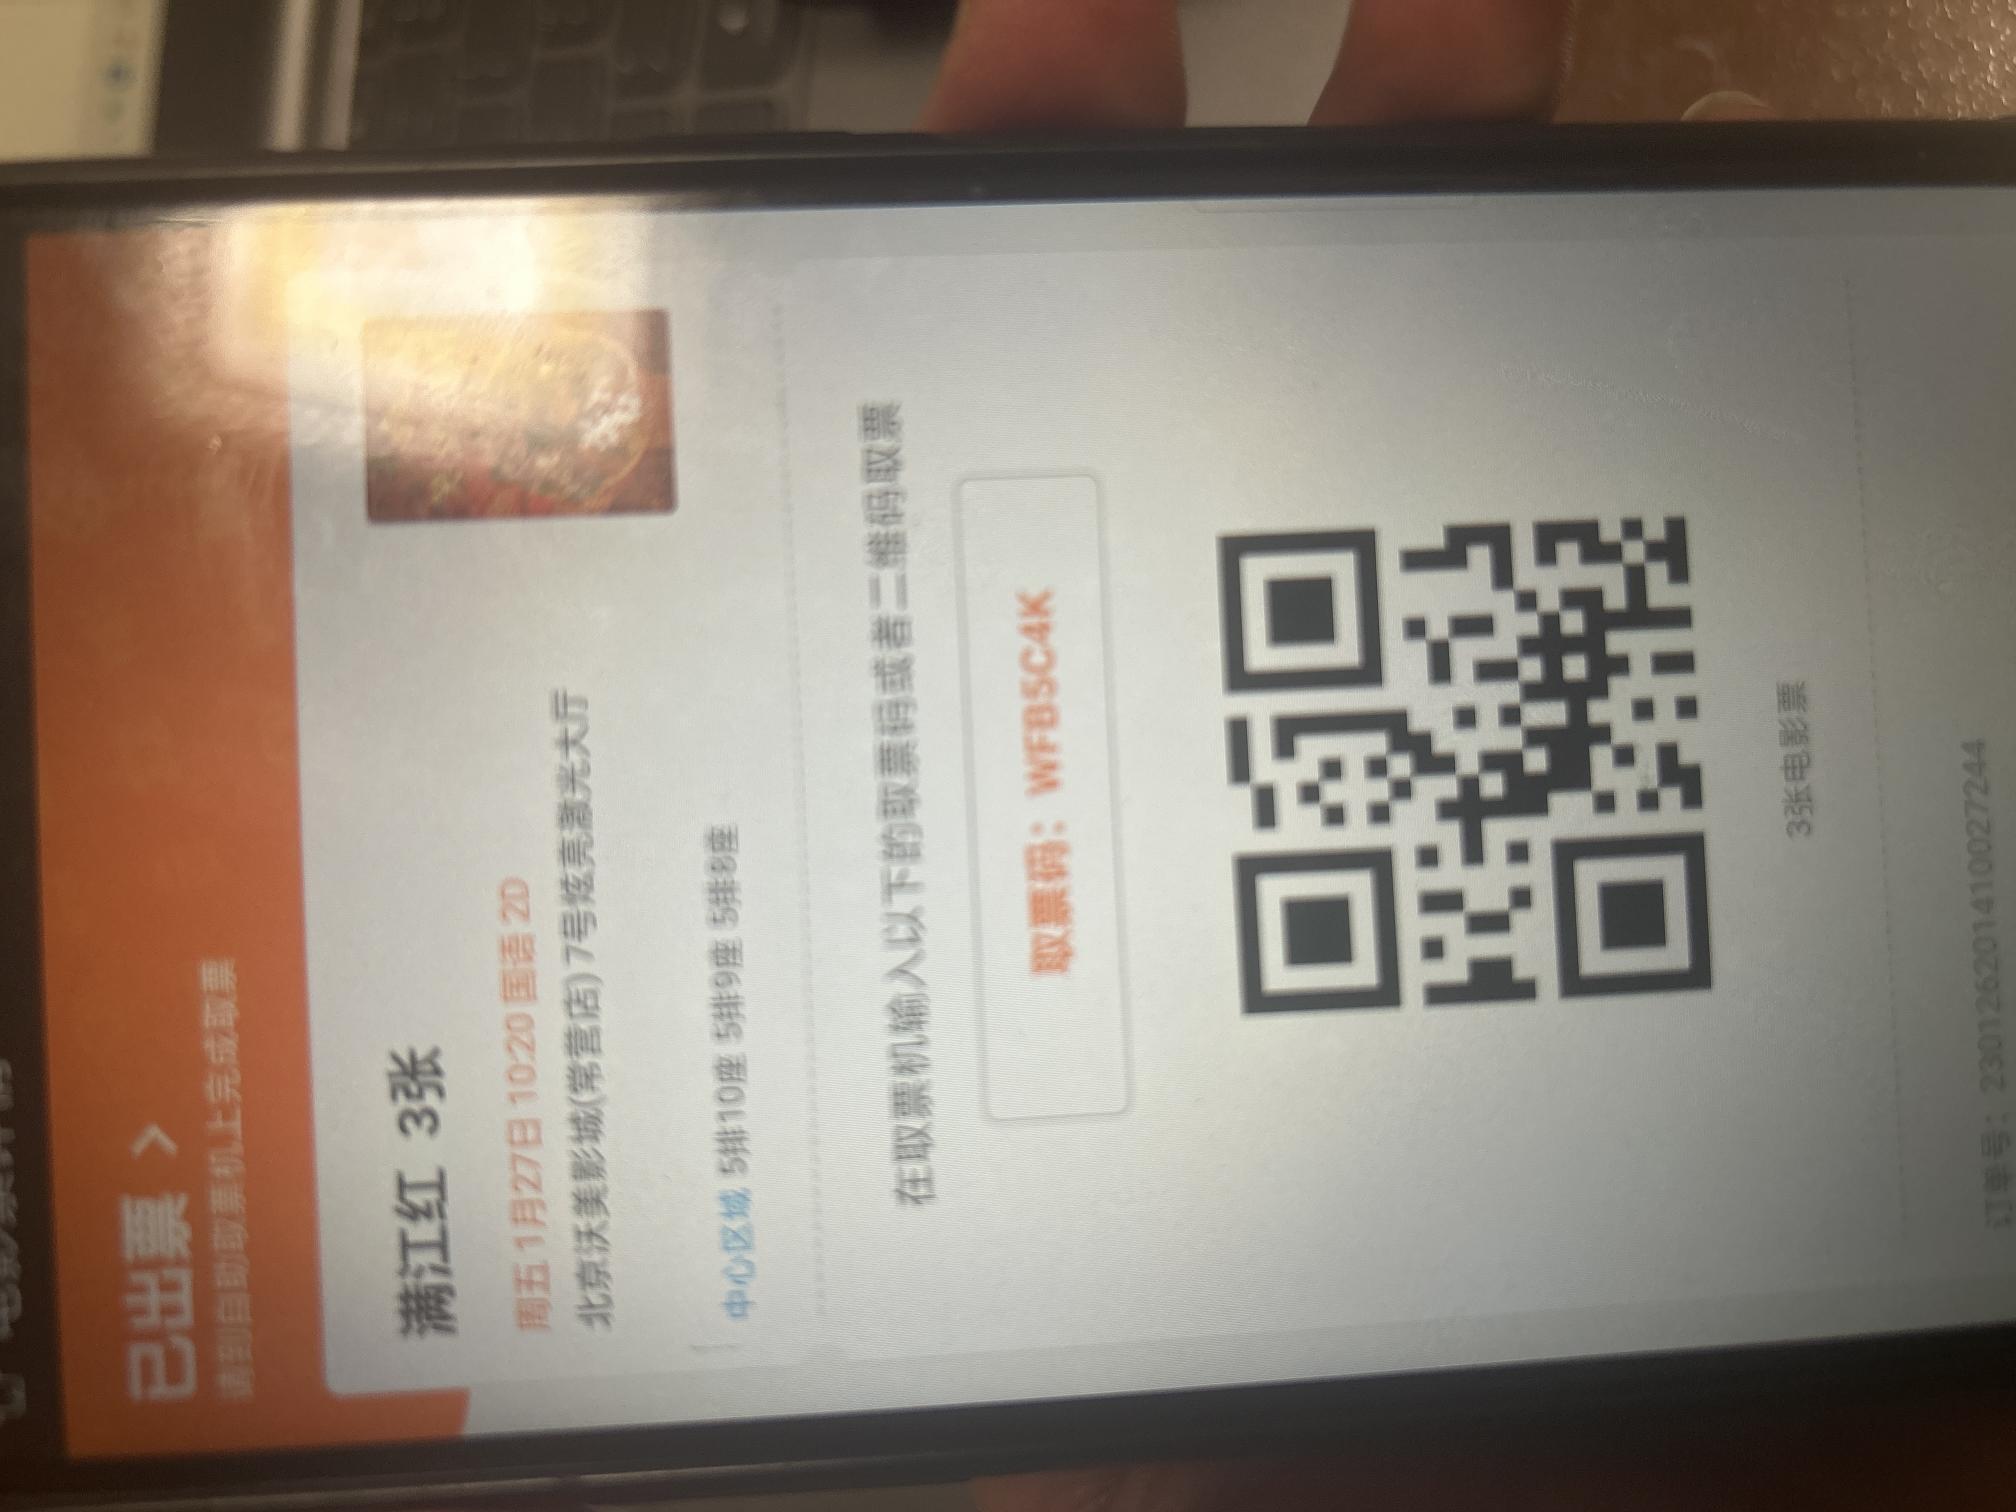 已出票 >
请到自助取票机上完成取票
满江红 3张
周五 1月27日 10:20 国语 2D
北京沃美影城(常营店) 7号炫亮激光大厅
中心区域 5排10座 5排9座 5排8座
在取票机输入以下的取票码或者二维码取票
取票码：WFB5C4K
3张电影票
订单号：2301262014100277244